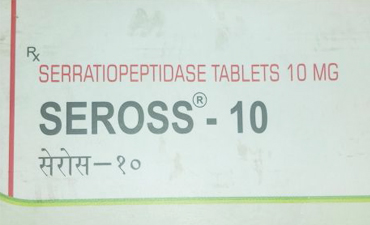 Rx
SERRATIOPEPTIDASE TABLETS 10 MG
SEROSS® - 10
सेरोस–१०